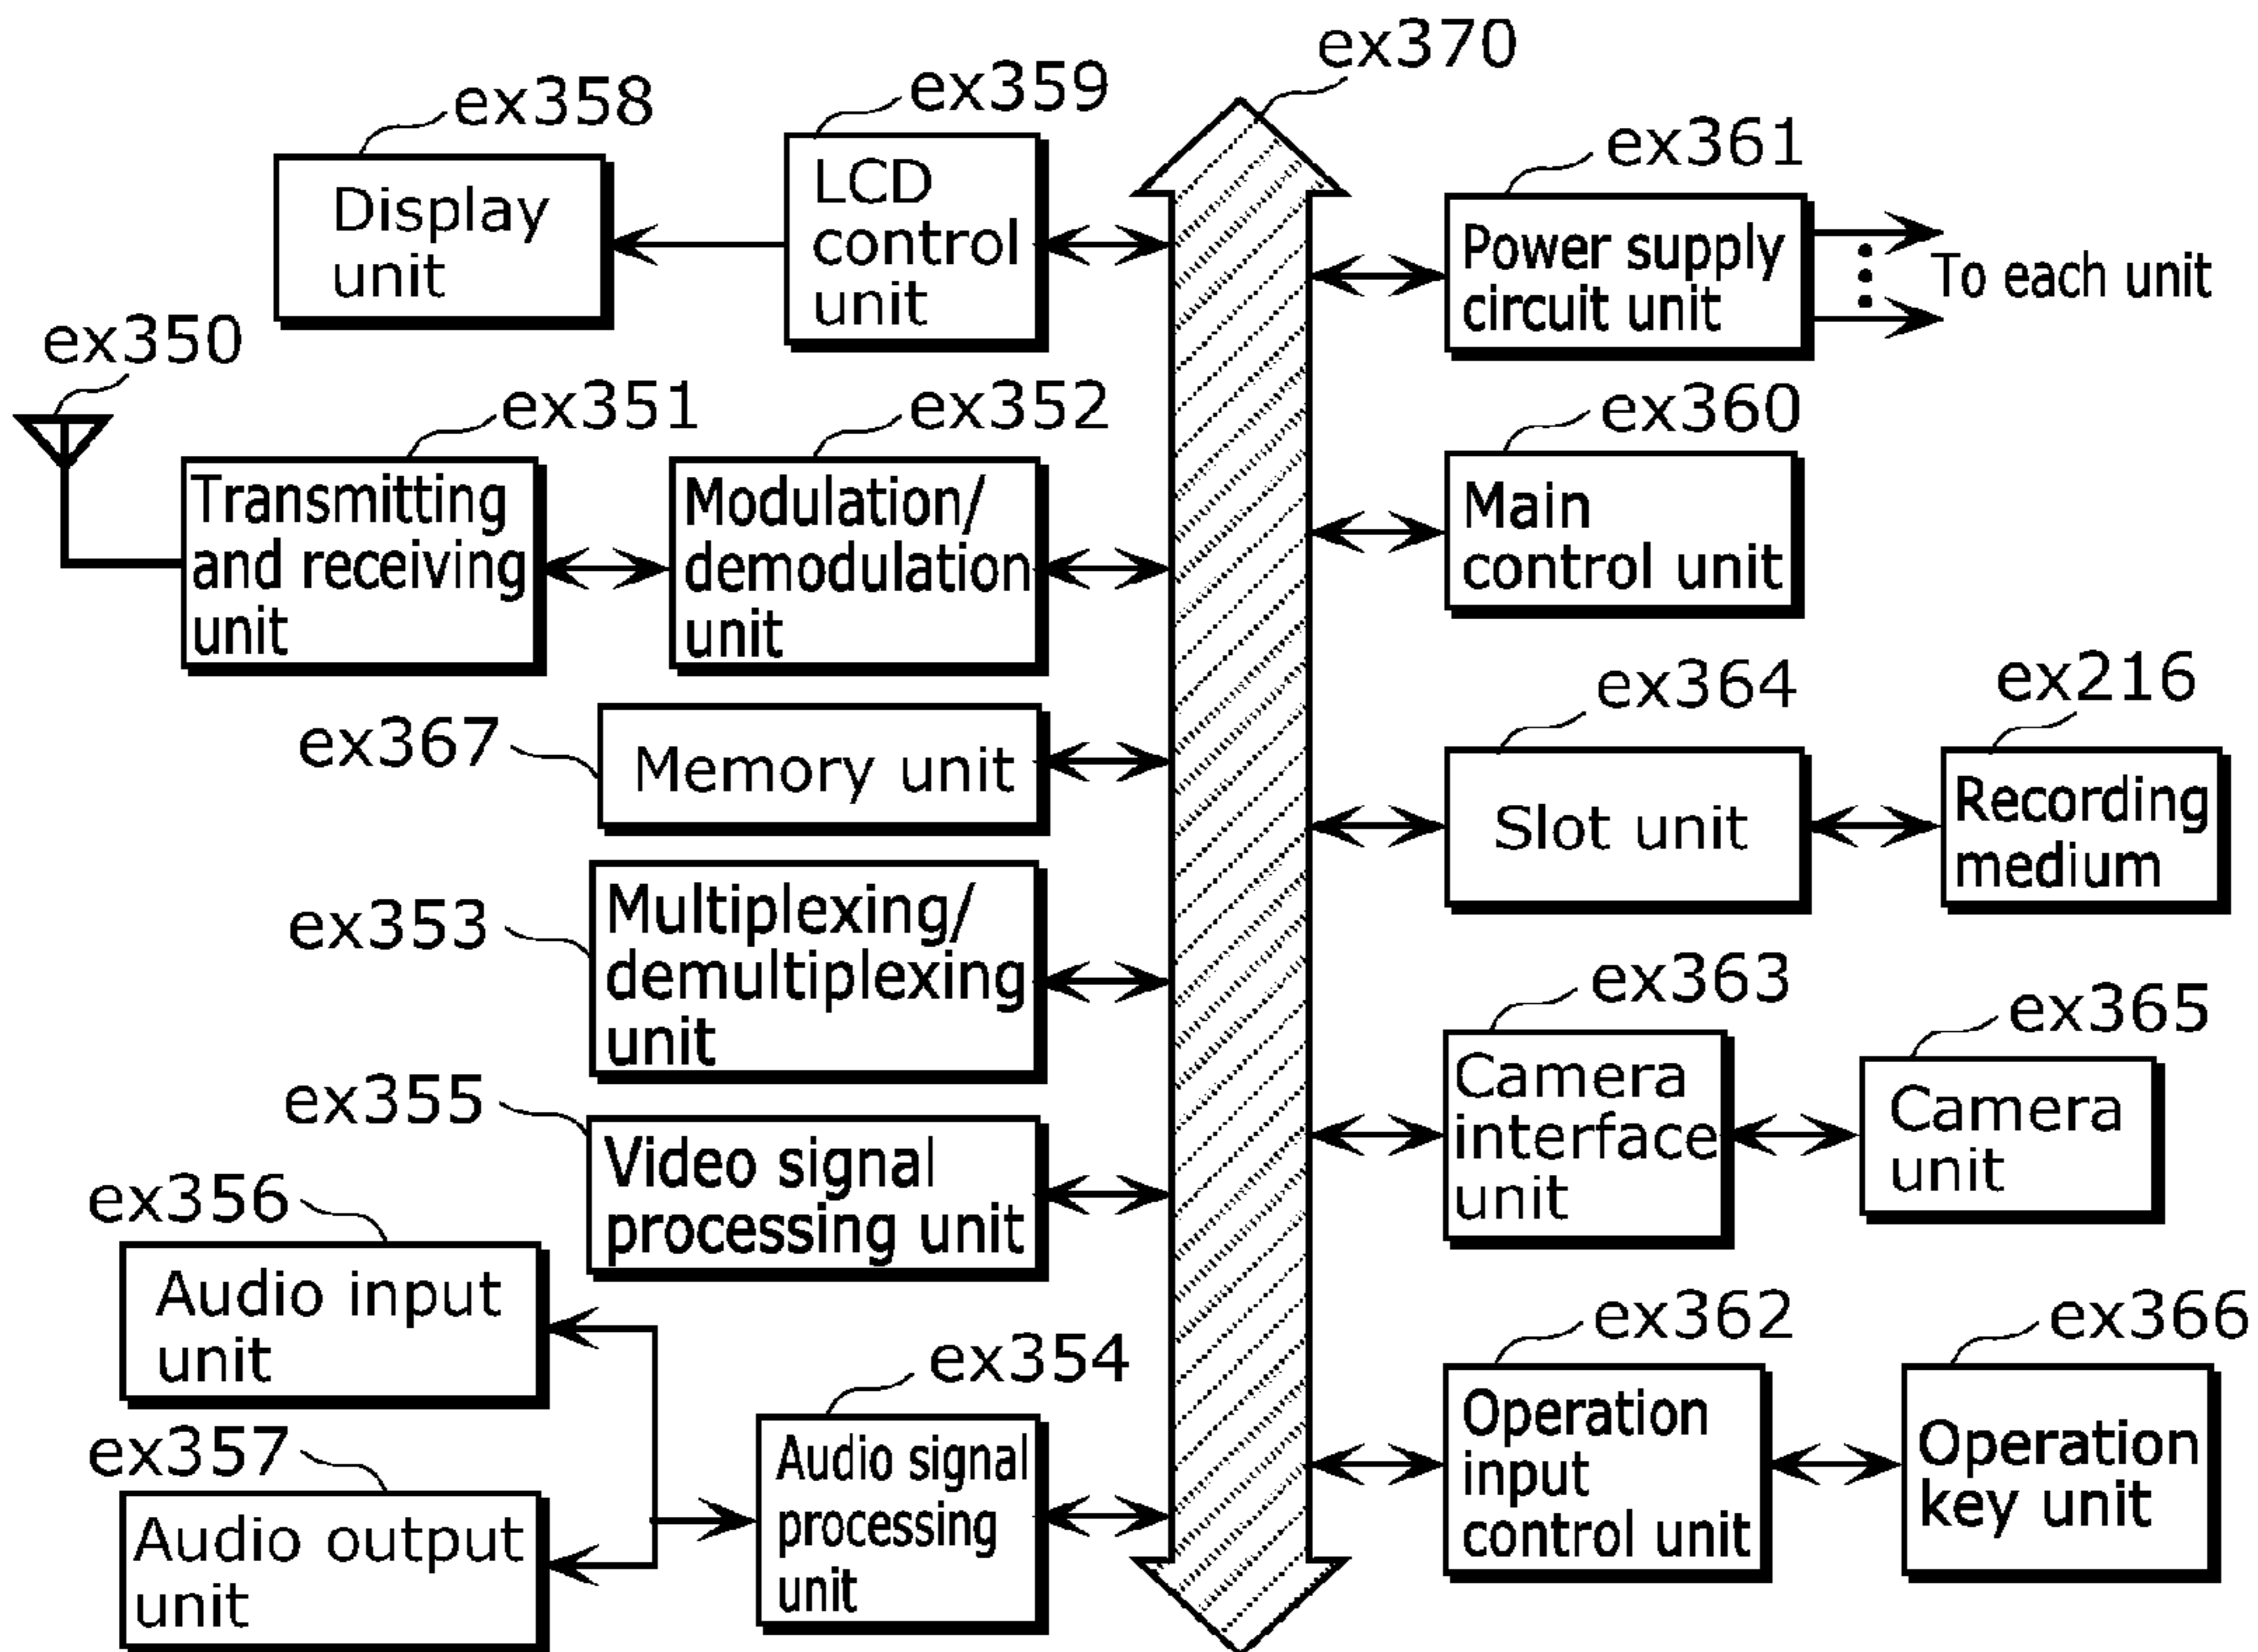 ex370
ex358
ex359
ex361
Display
unit
LCD
control
unit
Power supply
circuit unit
To each unit
ex350
ex351
ex352
ex360
Transmitting
and receiving
unit
Modulation/
demodulation
unit
Main
control unit
ex367
Memory unit
ex364
ex216
Slot unit
Recording
medium
ex353
Multiplexing/
demultiplexing
unit
ex363
ex365
Camera
interface
unit
Camera
unit
ex355
Video signal
processing unit
ex356
Audio input
unit
ex354
ex362
ex366
ex357
Audio output
unit
Audio signal
processing
unit
Operation
input
control unit
Operation
key unit